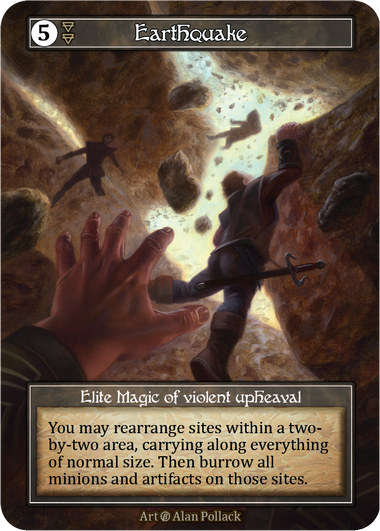 5
Earthquake
Elite Magic of violent upheaval
You may rearrange sites within a two-
by-two area, carrying along everything
of normal size. Then burrow all
minions and artifacts on those sites.
Art @ Alan Pollack